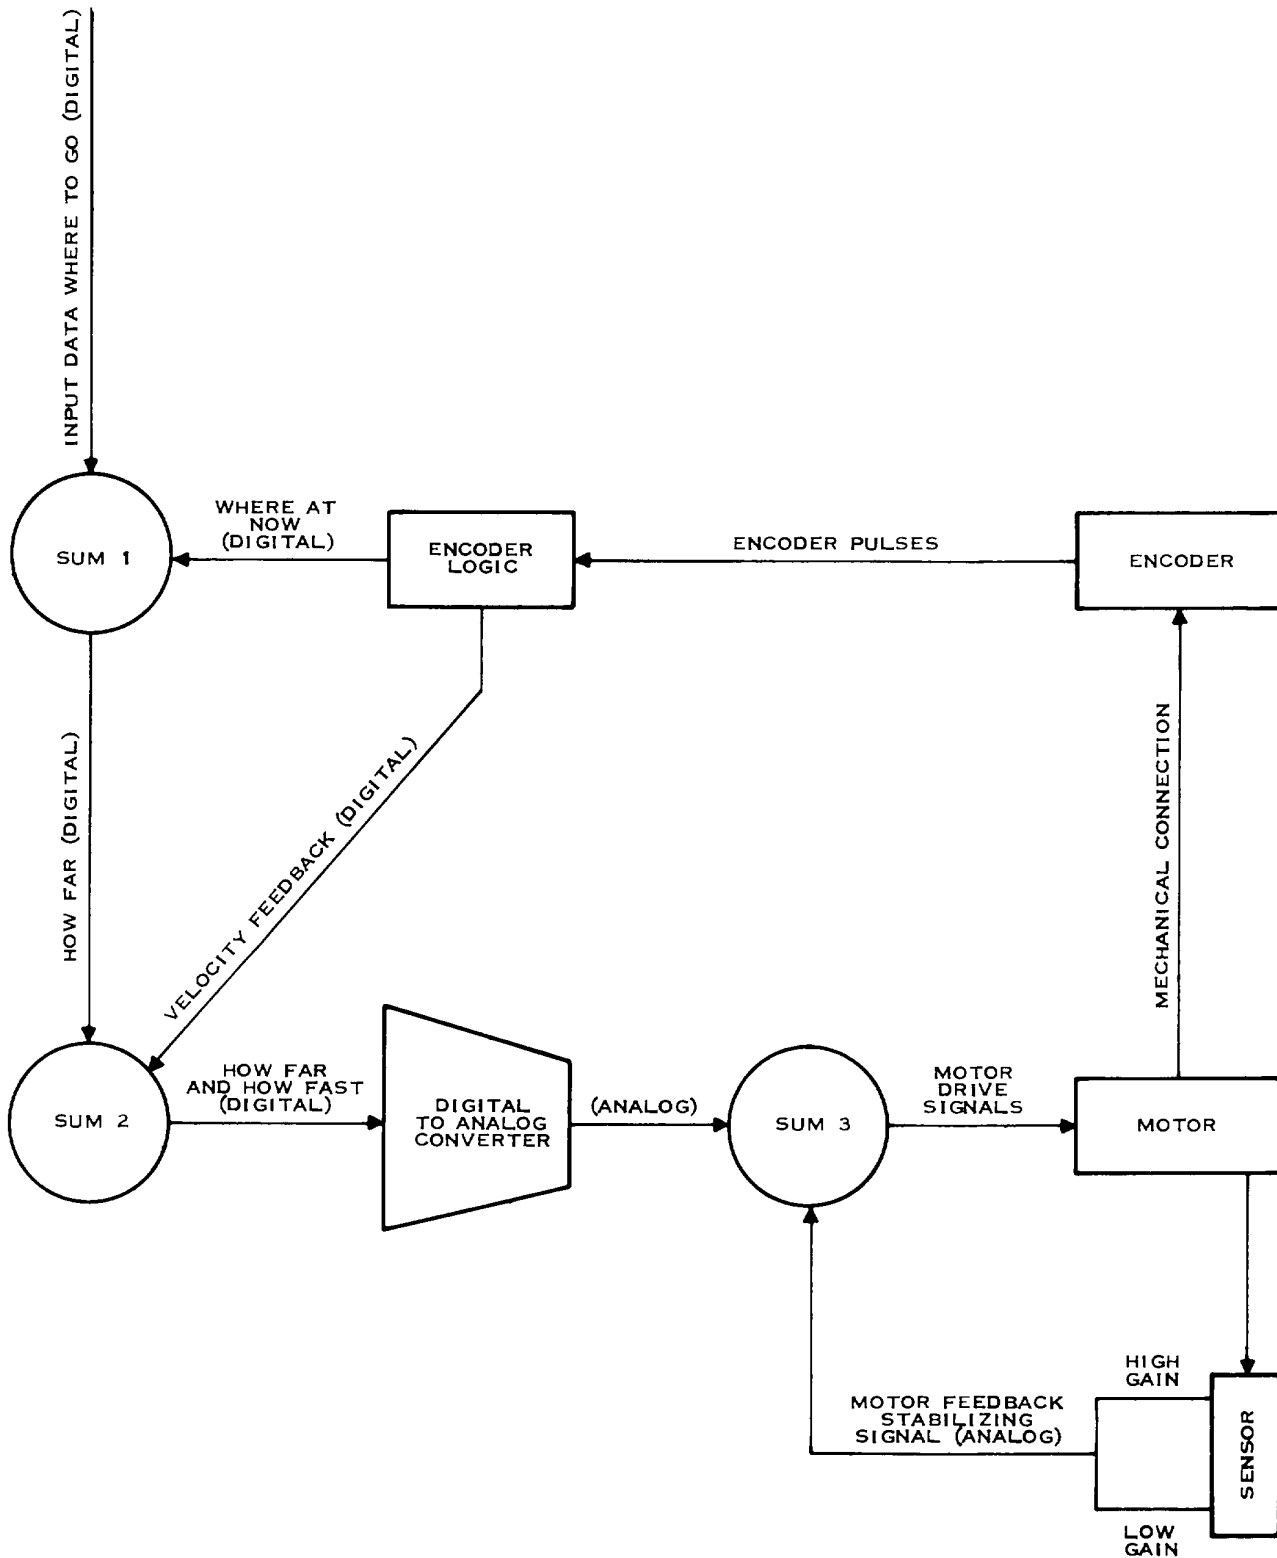 INPUT DATA WHERE TO GO (DIGITAL)
SUM 1
WHERE AT
NOW
(DIGITAL)
ENCODER
LOGIC
ENCODER PULSES
ENCODER
HOW FAR (DIGITAL)
VELOCITY FEEDBACK (DIGITAL)
MECHANICAL CONNECTION
SUM 2
HOW FAR
AND HOW FAST
(DIGITAL)
DIGITAL
TO ANALOG
CONVERTER
(ANALOG)
SUM 3
MOTOR
DRIVE
SIGNALS
MOTOR
MOTOR FEEDBACK
STABILIZING
SIGNAL (ANALOG)
HIGH
GAIN
SENSOR
LOW
GAIN